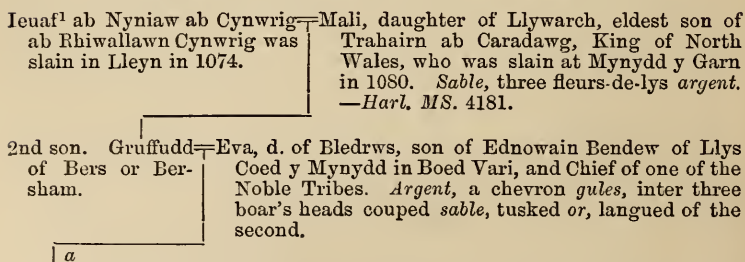 Ieuaf¹ ab Nyniaw ab Cynwrig╤Mali, daughter of Llywarch, eldest son of
ab Rhiwallawn Cynwrig was Trahairn ab Caradawg, King of North
slain in Lleyn in 1074. Wales, who was slain at Mynydd y Garn
in 1080. Sable, three fleurs-de-lys argent.
—Harl. MS. 4181.
2nd son. Gruffudd╤Eva, d. of Bledrws, son of Ednowain Bendew of Llys
of Bers or Ber- Coed y Mynydd in Boed Vari, and Chief of one of the
sham. Noble Tribes. Argent, a chevron gules, inter three
boar's heads couped sable, tusked or, langued of the
second.
a